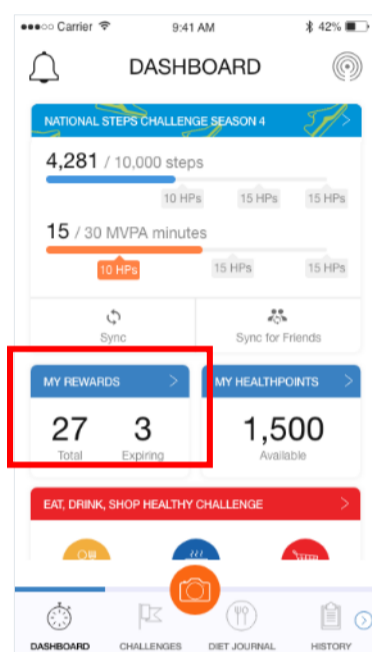 Carrier 9:41 AM 42%
DASHBOARD
NATIONAL STEPS CHALLENGE SEASON 4 >
4,281 / 10,000 steps
10 HPs 15 HPs 15 HPs
15 / 30 MVPA minutes
10 HPs 15 HPs 15 HPs
Sync Sync for Friends
MY REWARDS > MY HEALTHPOINTS >
27 3 1,500
Total Expiring Available
EAT, DRINK, SHOP HEALTHY CHALLENGE >
DASHBOARD CHALLENGES DIET JOURNAL HISTORY